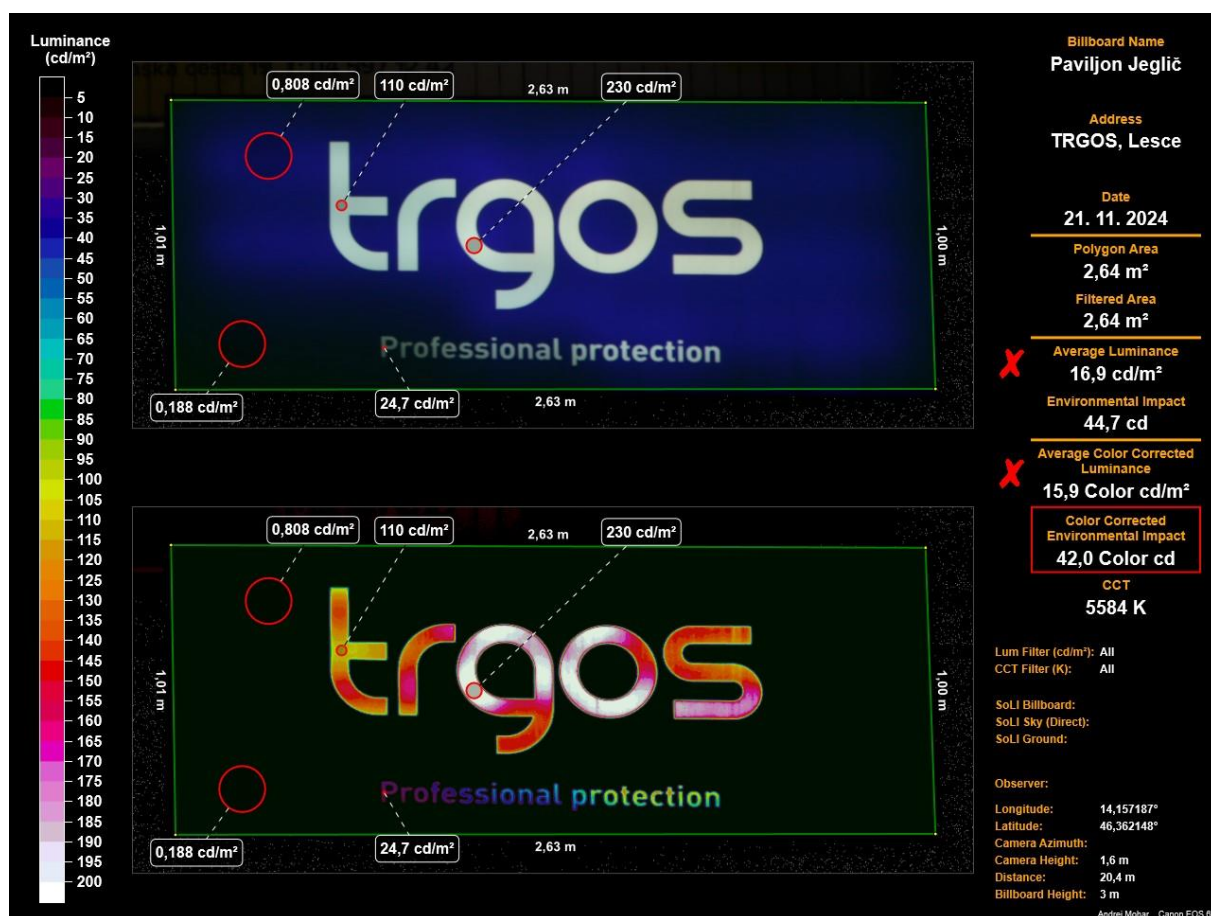 Luminance
(cd/m²)
5
10
15
20
25
30
35
40
45
50
55
60
65
70
75
80
85
90
95
100
105
110
115
120
125
130
135
140
145
150
155
160
165
170
175
180
185
190
195
200
0,808 cd/m²
110 cd/m²
2,63 m
230 cd/m²
1,01 m
trgos
1,00 m
Professional protection
0,188 cd/m²
24,7 cd/m²
2,63 m
0,808 cd/m²
110 cd/m²
2,63 m
230 cd/m²
1,01 m
trgos
1,00 m
Professional protection
0,188 cd/m²
24,7 cd/m²
2,63 m
Billboard Name
Paviljon Jeglič
Address
TRGOS, Lesce
Date
21. 11. 2024
Polygon Area
2,64 m²
Filtered Area
2,64 m²
Average Luminance
16,9 cd/m²
Environmental Impact
44,7 cd
Average Color Corrected
Luminance
15,9 Color cd/m²
Color Corrected
Environmental Impact
42,0 Color cd
CCT
5584 K
Lum Filter (cd/m²): All
CCT Filter (K): All
SoLI Billboard:
SoLI Sky (Direct):
SoLI Ground:
Observer:
Longitude: 14,157187°
Latitude: 46,362148°
Camera Azimuth:
Camera Height: 1,6 m
Distance: 20,4 m
Billboard Height: 3 m
Andrej Mohar Canon EOS 6